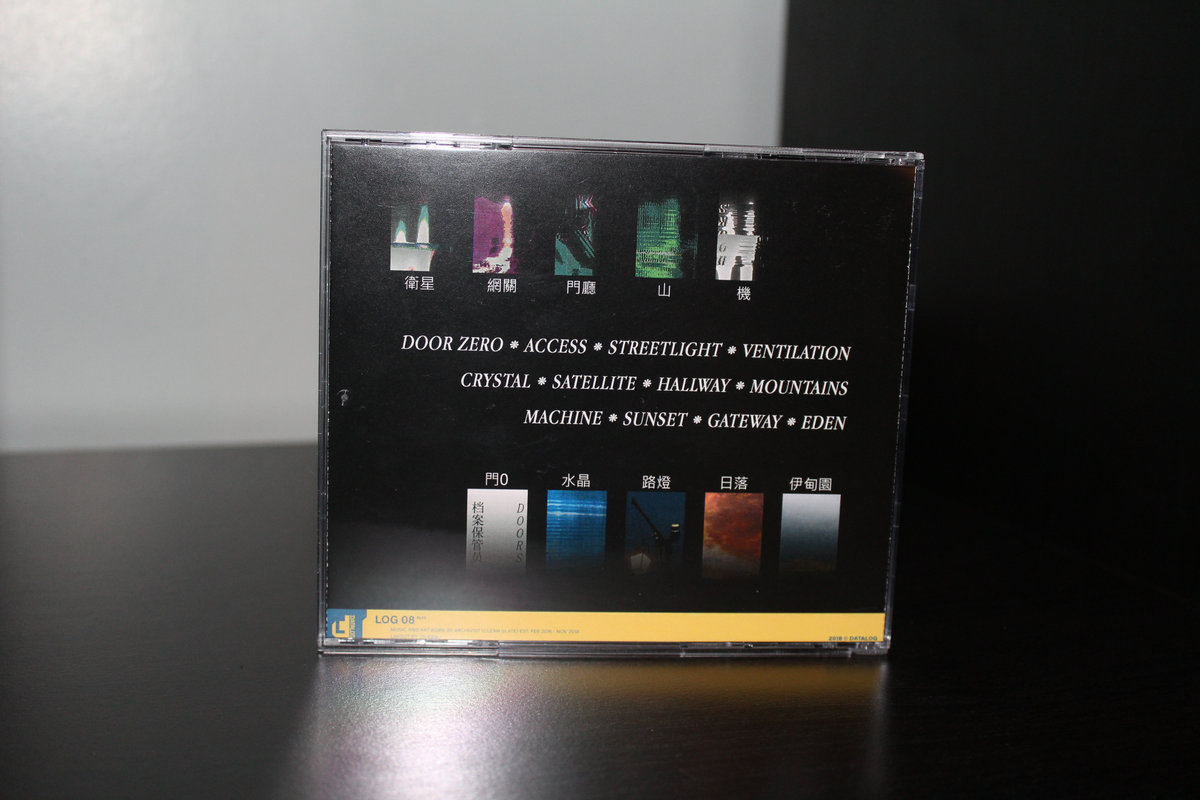 衛星
網關
門廳
山
機
DOOR ZERO * ACCESS * STREETLIGHT * VENTILATION
CRYSTAL * SATELLITE * HALLWAY * MOUNTAINS
MACHINE * SUNSET * GATEWAY * EDEN
門0
水晶
路燈
日落
伊甸園
档案保管员
DOORS
LOG 08
2018 © DATALOG